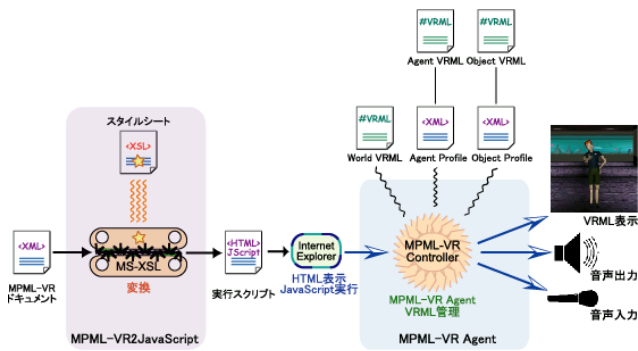 #VRML
Agent VRML
#VRML
Object VRML
スタイルシート
<XSL>
#VRML
World VRML
<XML>
Agent Profile
<XML>
Object Profile
<XML>
MPML-VR
ドキュメント
MS-XSL
変換
<HTML>
JScript
実行スクリプト
Internet
Explorer
HTML表示
JavaScript実行
MPML-VR
Controller
MPML-VR Agent
VRML管理
VRML表示
音声出力
音声入力
MPML-VR2JavaScript
MPML-VR Agent